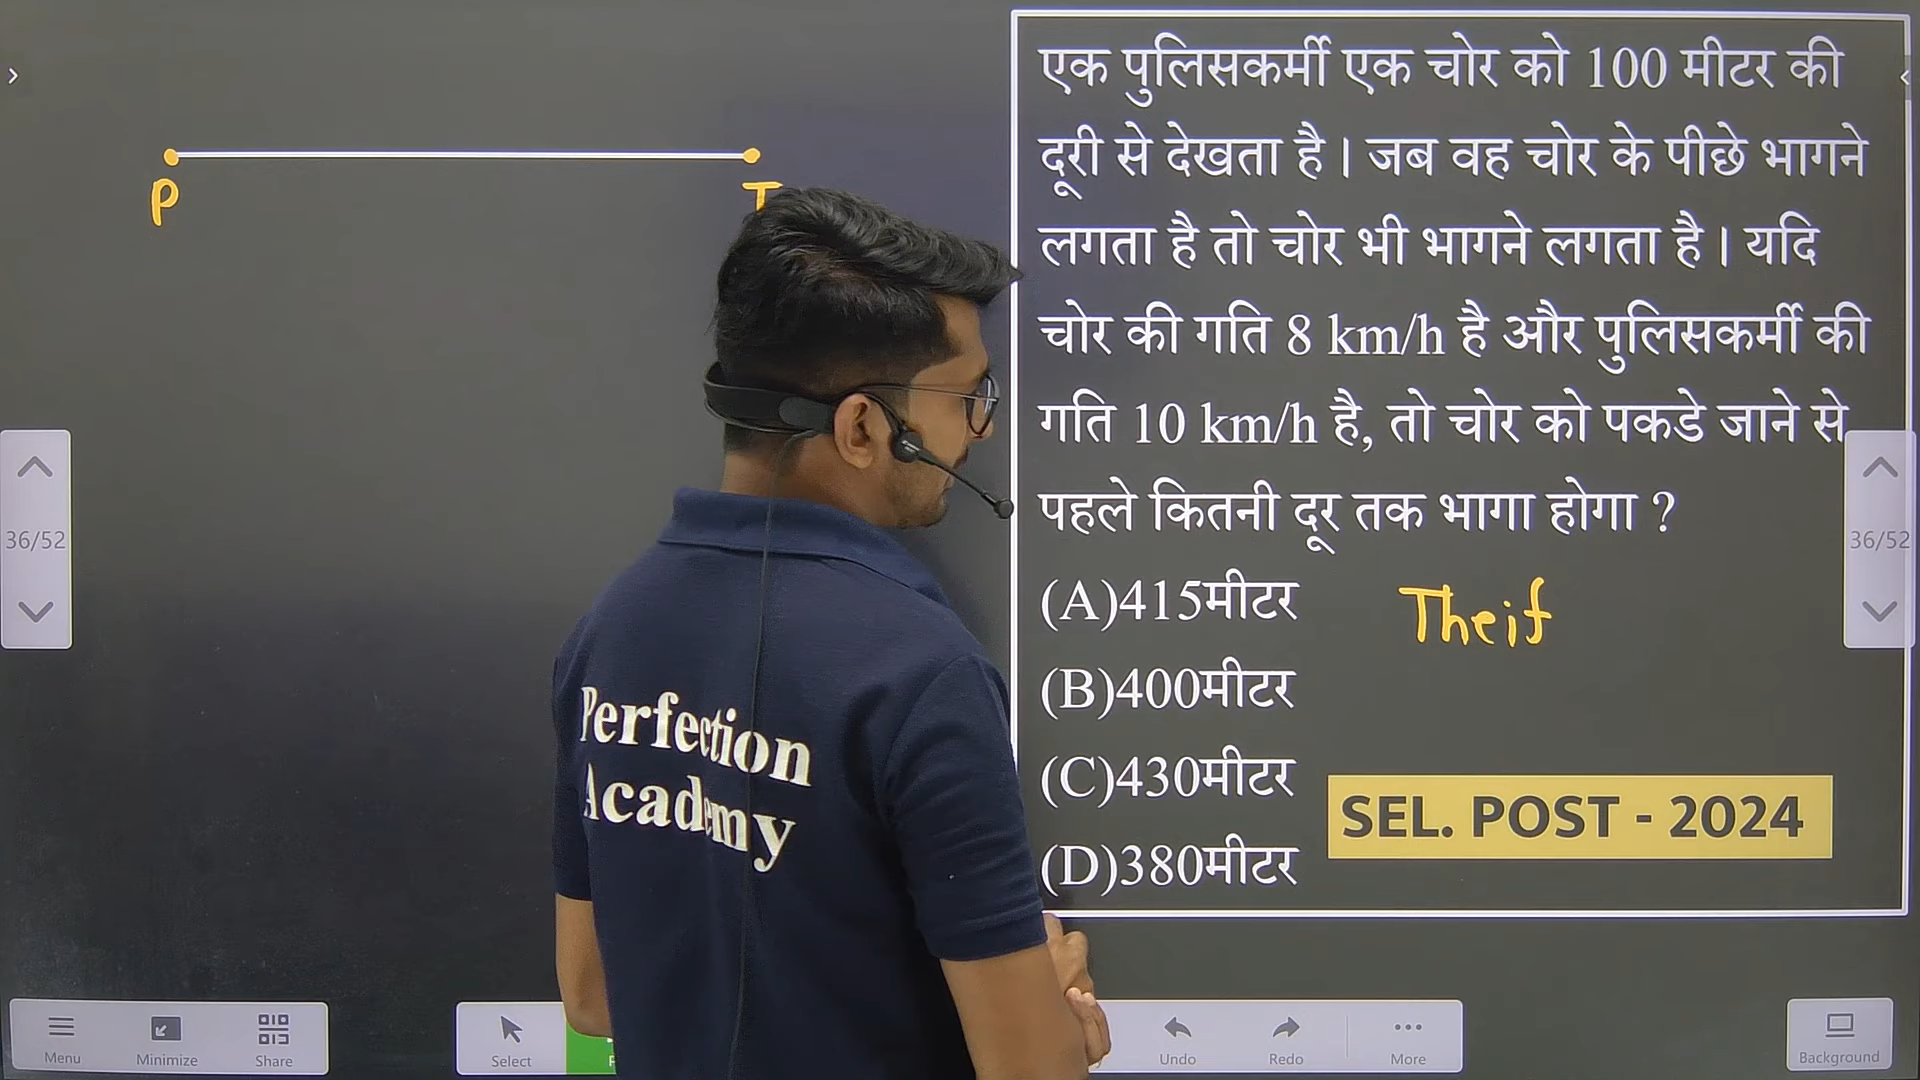 एक पुलिसकर्मी एक चोर को 100 मीटर की
दूरी से देखता है। जब वह चोर के पीछे भागने
लगता है तो चोर भी भागने लगता है। यदि
चोर की गति 8 km/h है और पुलिसकर्मी की
गति 10 km/h है, तो चोर को पकडे जाने से
पहले कितनी दूर तक भागा होगा ?
(A)415मीटर
Theif
(B)400मीटर
(C)430मीटर
SEL. POST - 2024
(D)380मीटर
P
T
36/52
36/52
Perfection
Academy
Menu
Minimize
Share
Select
Undo
Redo
More
Background